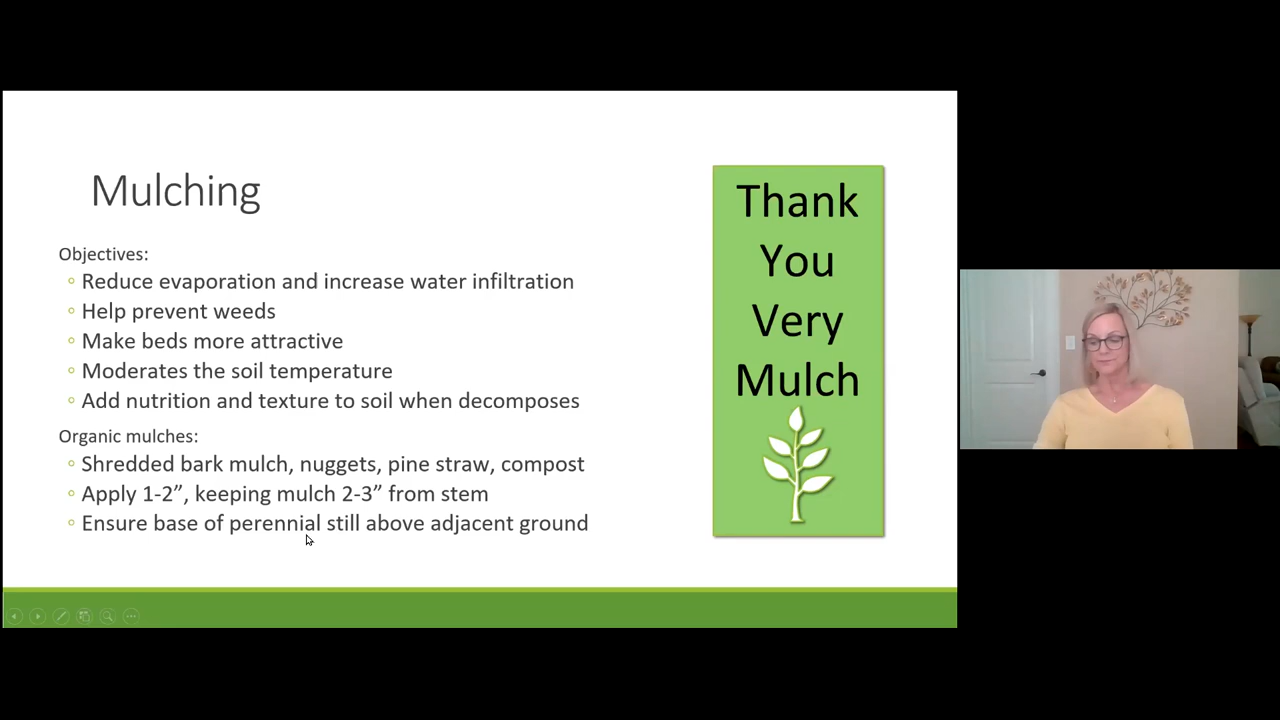 Mulching
Objectives:
Reduce evaporation and increase water infiltration
Help prevent weeds
Make beds more attractive
Moderates the soil temperature
Add nutrition and texture to soil when decomposes
Organic mulches:
Shredded bark mulch, nuggets, pine straw, compost
Apply 1-2”, keeping mulch 2-3” from stem
Ensure base of perennial still above adjacent ground
Thank
You
Very
Mulch